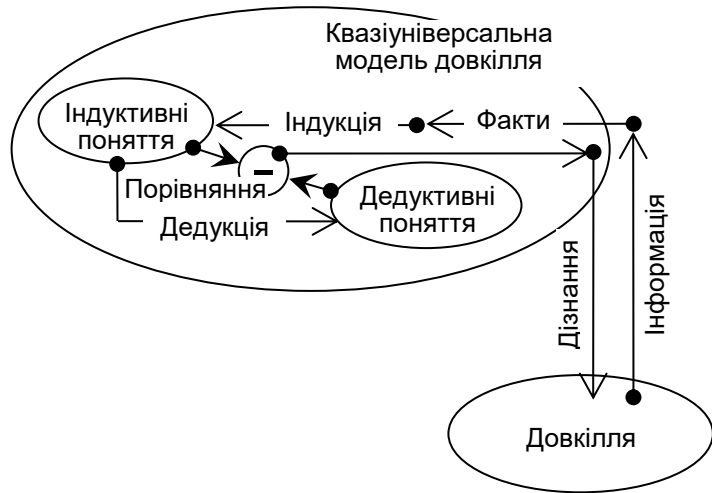 Квазіуніверсальна
модель довкілля
Індуктивні
поняття
Індукція
Факти
–
Порівняння
Дедуктивні
поняття
Дедукція
Дізнання
Інформація
Довкілля